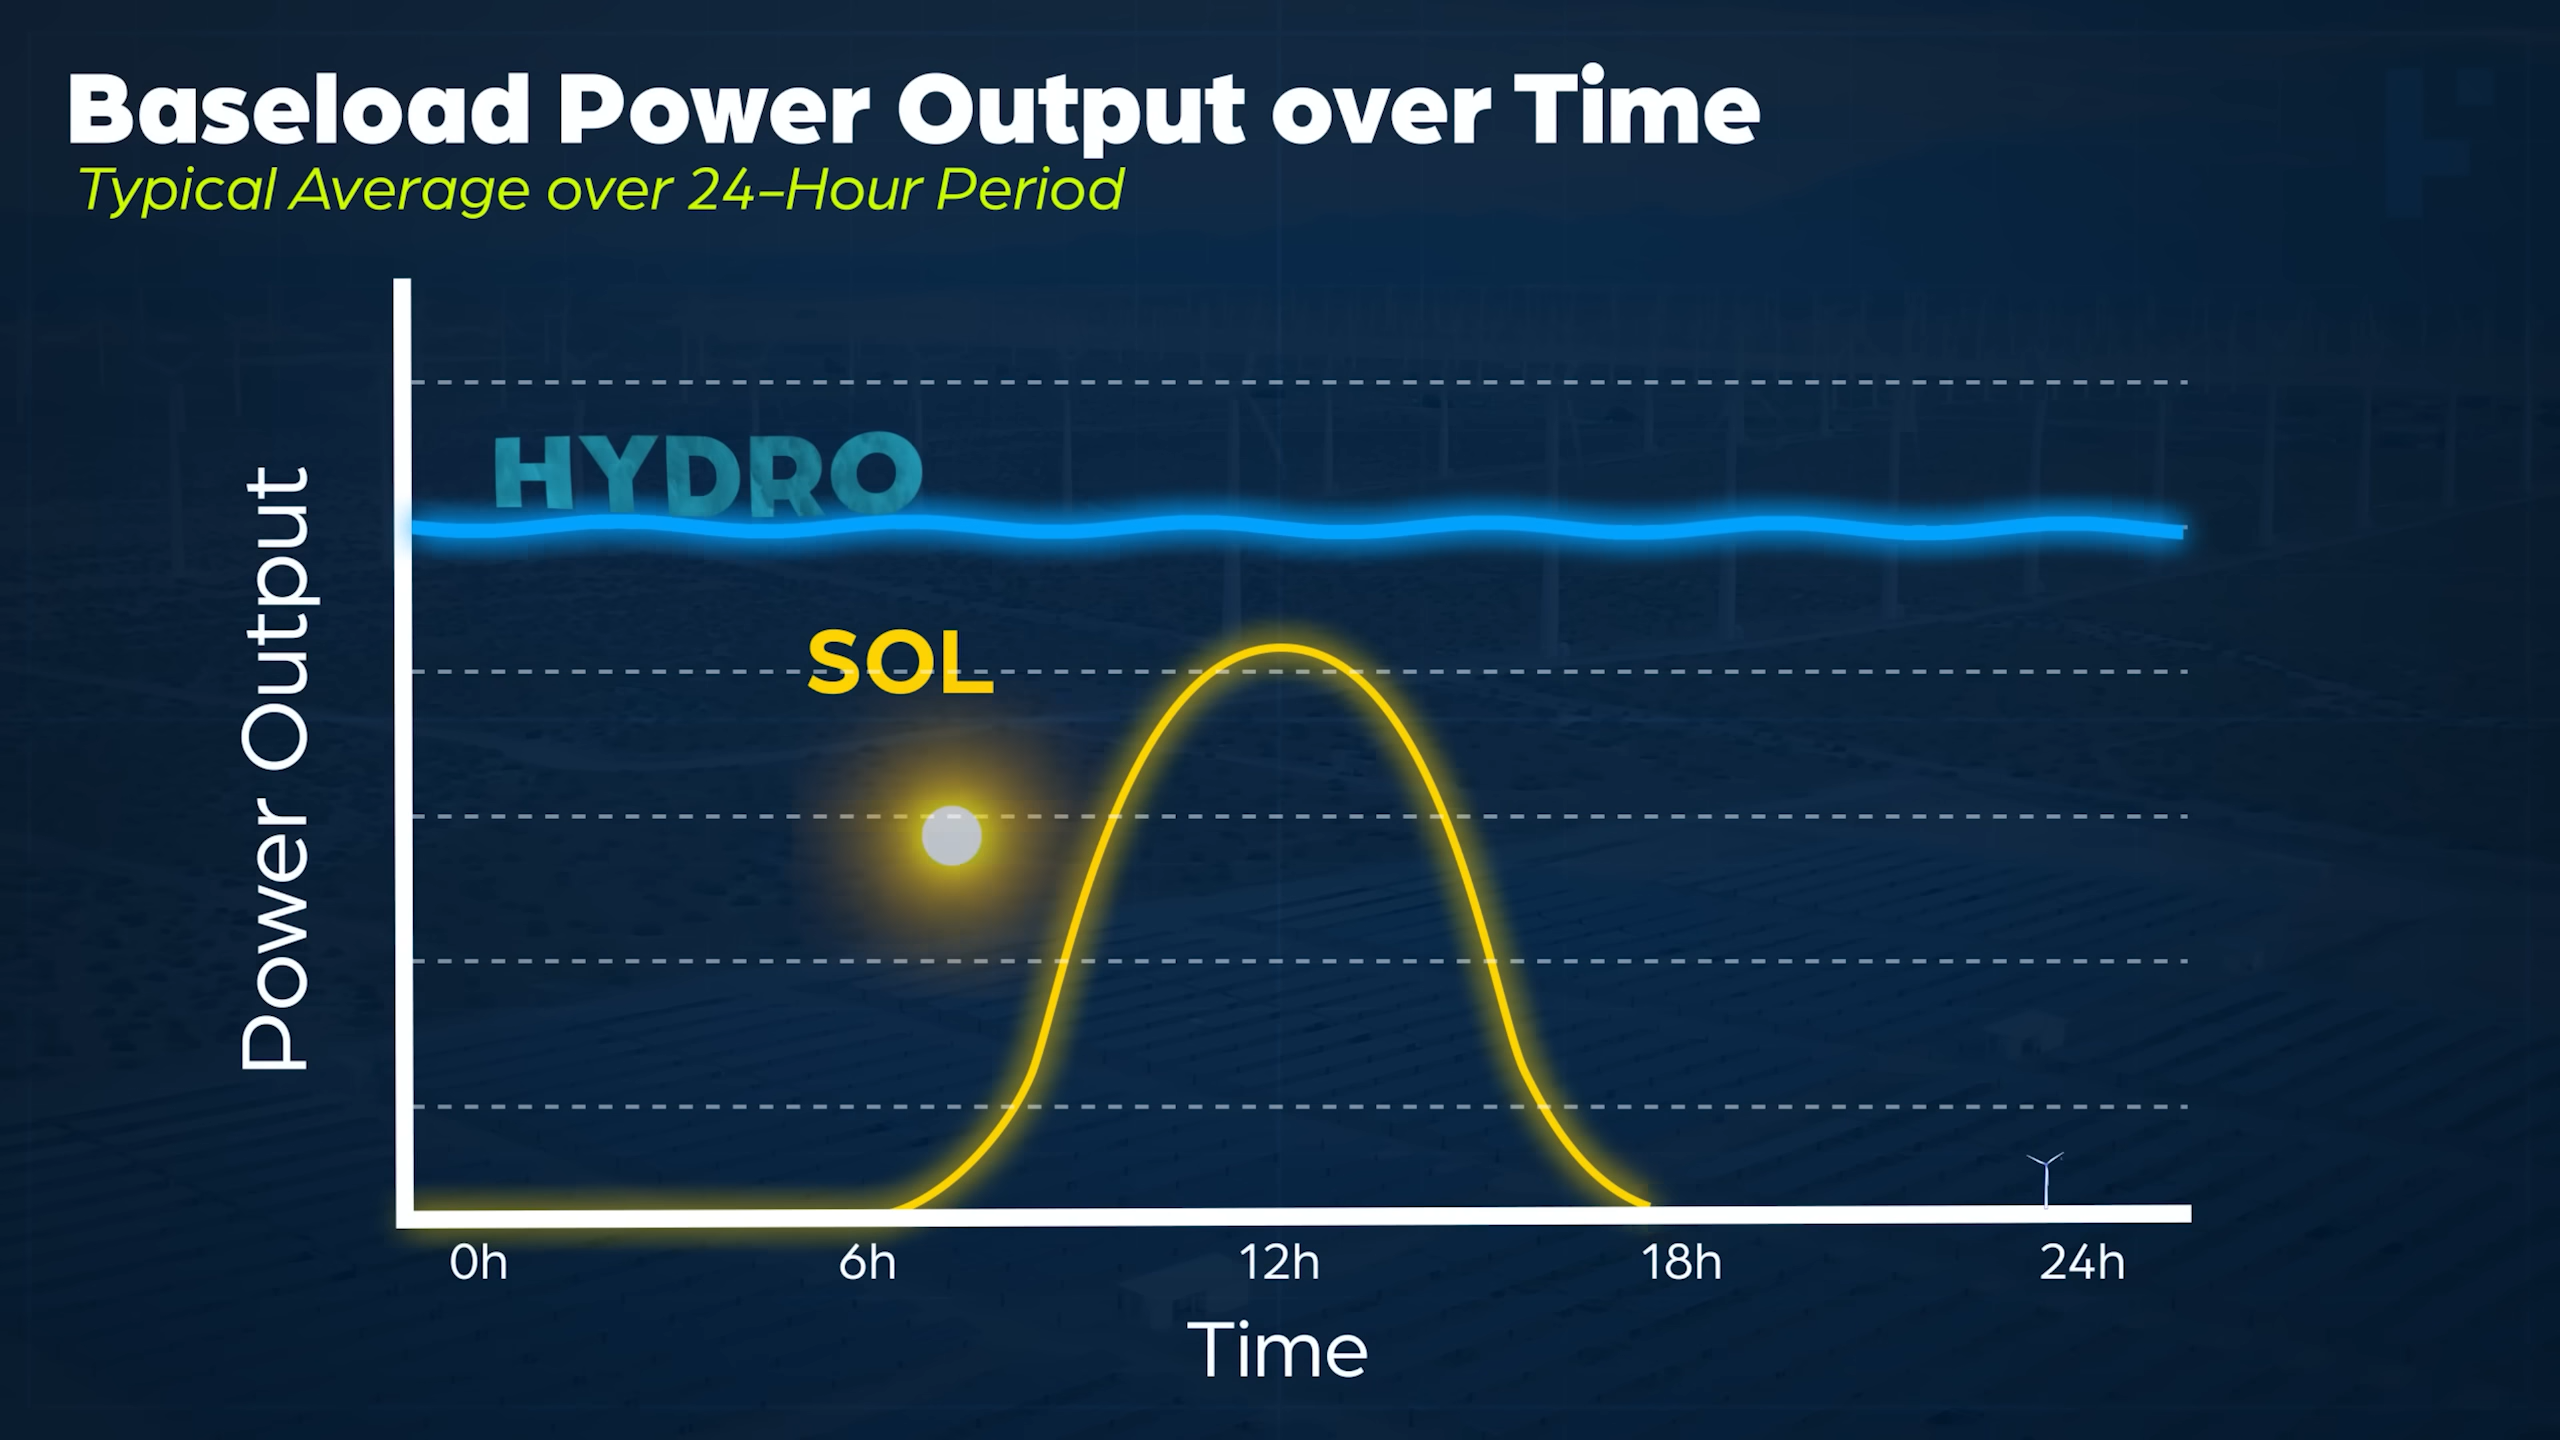 Baseload Power Output over Time
Typical Average over 24-Hour Period
HYDRO
SOL
Power Output
0h 6h 12h 18h 24h
Time